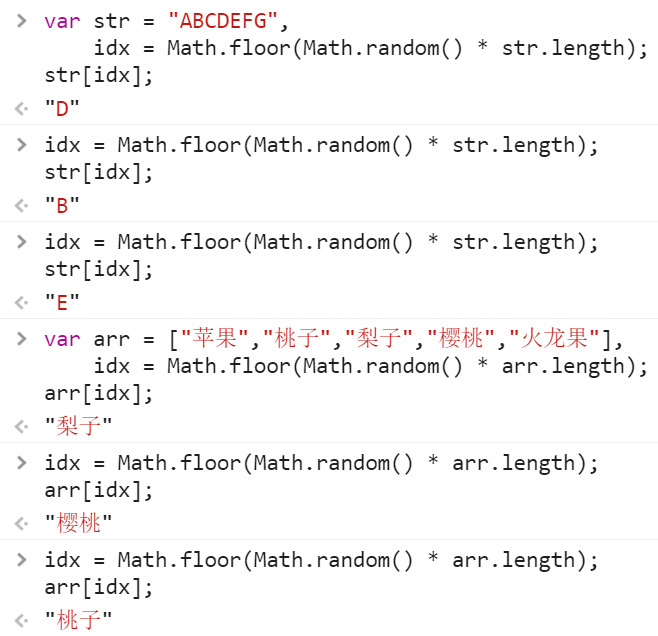 > var str = "ABCDEFG",
idx = Math.floor(Math.random() * str.length);
str[idx];
"D"
> idx = Math.floor(Math.random() * str.length);
str[idx];
"B"
> idx = Math.floor(Math.random() * str.length);
str[idx];
"E"
> var arr = ["苹果","桃子","梨子","樱桃","火龙果"],
idx = Math.floor(Math.random() * arr.length);
arr[idx];
"梨子"
> idx = Math.floor(Math.random() * arr.length);
arr[idx];
"樱桃"
> idx = Math.floor(Math.random() * arr.length);
arr[idx];
"桃子"